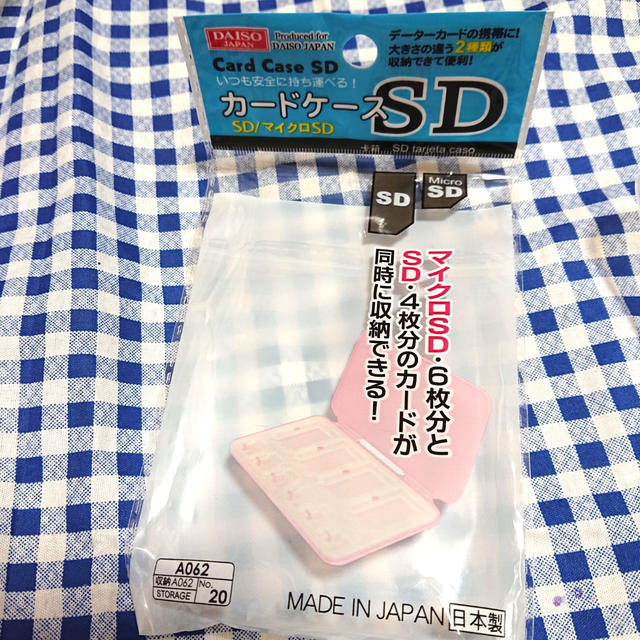 DAISO
JAPAN
Produced for
DAISO JAPAN
データーカードの携帯に!
大きさの違う2種類が
収納できて便利!
Card Case SD
いつも安全に持ち運べる!
カードケースSD
SD/マイクロSD
卡箱 SD tarjeta caso
SD
Micro
SD
マイクロSD・6枚分と
SD・4枚分のカードが
同時に収納できる!
A062
収納 A062 No.
STORAGE 20
MADE IN JAPAN 日本製